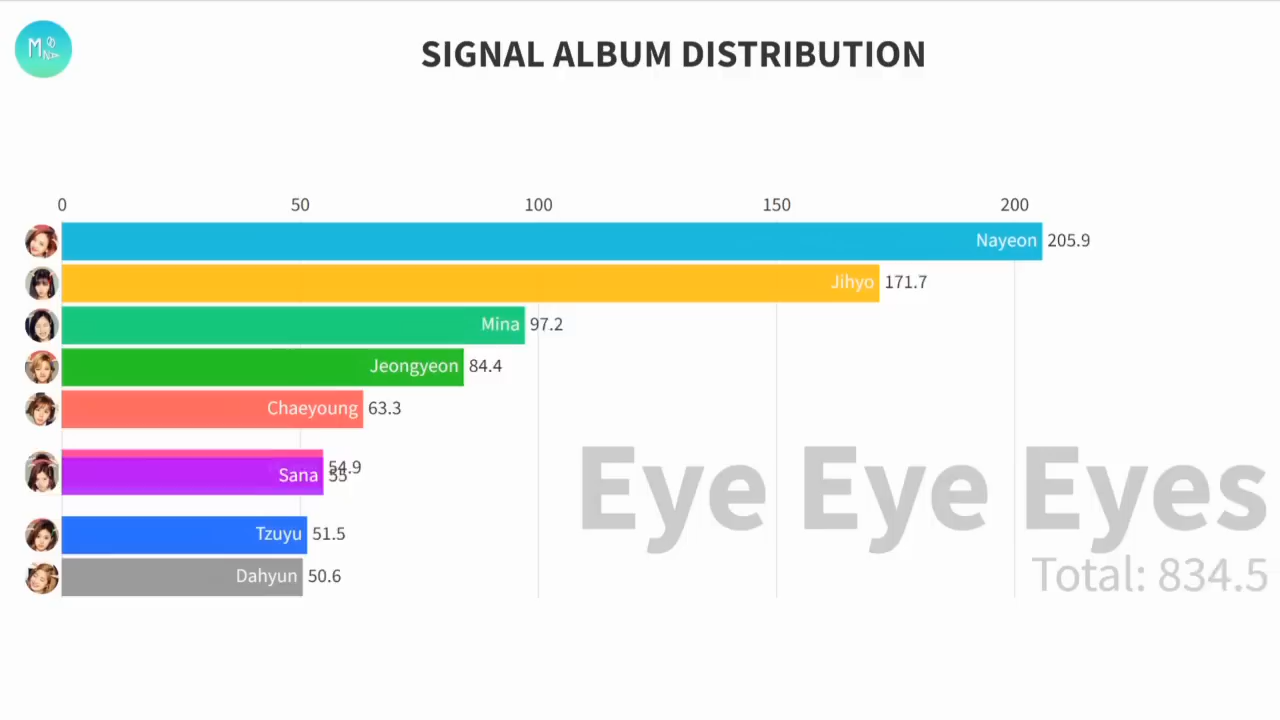 SIGNAL ALBUM DISTRIBUTION
0 50 100 150 200
Nayeon 205.9
Jihyo 171.7
Mina 97.2
Jeongyeon 84.4
Chaeyoung 63.3
54.9
Sana 55
Tzuyu 51.5
Dahyun 50.6
Eye Eye Eyes
Total: 834.5